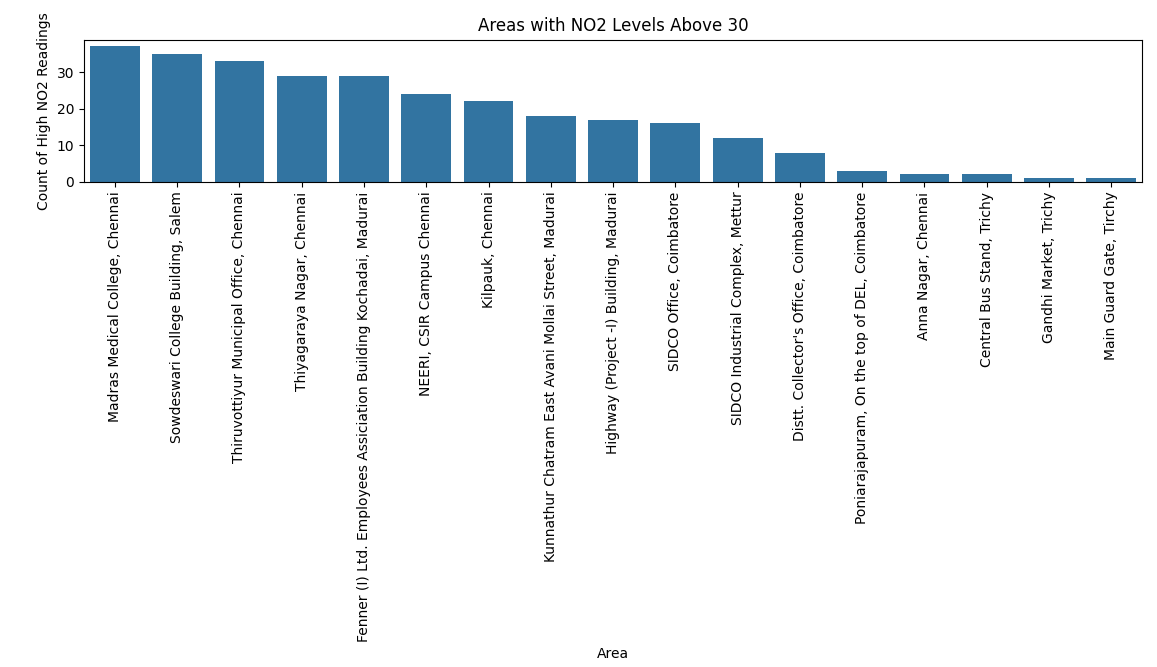 Areas with NO2 Levels Above 30
Count of High NO2 Readings
30
20
10
0
Madras Medical College, Chennai
Sowdeswari College Building, Salem
Thiruvottiyur Municipal Office, Chennai
Thiyagaraya Nagar, Chennai
Fenner (I) Ltd. Employees Assiciation Building Kochadai, Madurai
NEERI, CSIR Campus Chennai
Kilpauk, Chennai
Kunnathur Chatram East Avani Mollai Street, Madurai
Highway (Project -I) Building, Madurai
SIDCO Office, Coimbatore
SIDCO Industrial Complex, Mettur
Distt. Collector's Office, Coimbatore
Poniarajapuram, On the top of DEL, Coimbatore
Anna Nagar, Chennai
Central Bus Stand, Trichy
Gandhi Market, Trichy
Main Guard Gate, Tirchy
Area